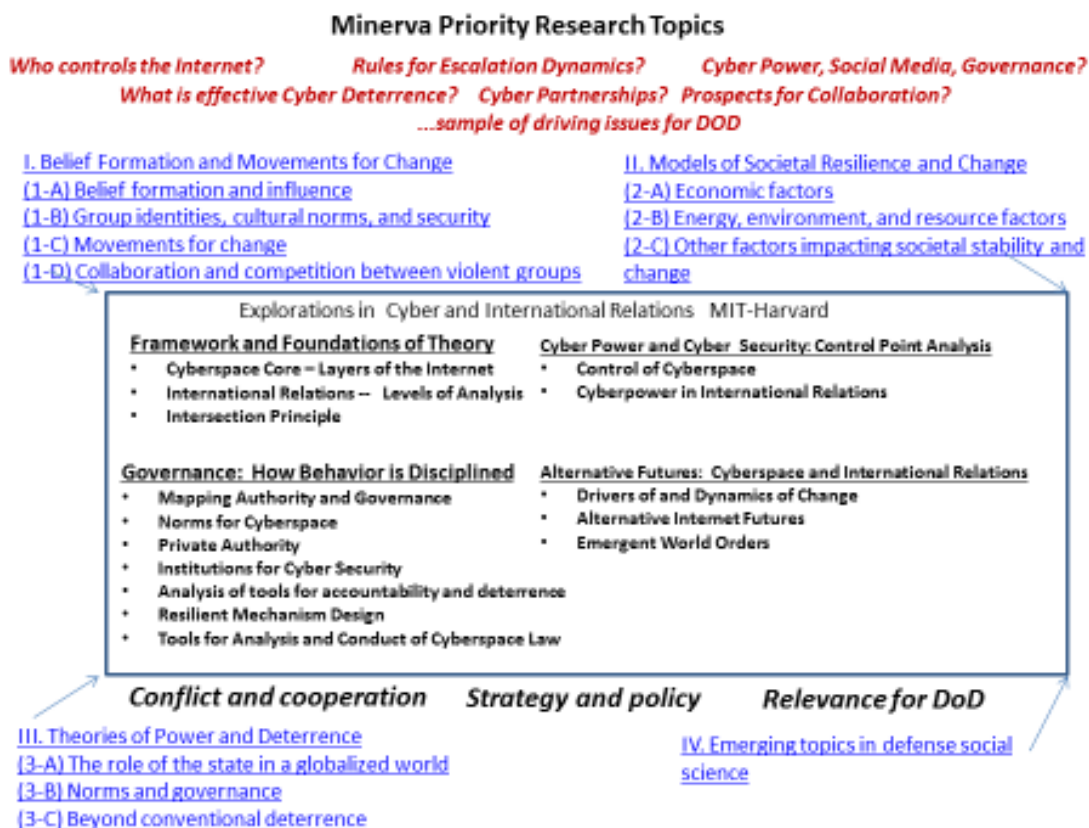 Minerva Priority Research Topics
Who controls the Internet? Rules for Escalation Dynamics? Cyber Power, Social Media, Governance?
What is effective Cyber Deterrence? Cyber Partnerships? Prospects for Collaboration?
...sample of driving issues for DOD
I. Belief Formation and Movements for Change
(1-A) Belief formation and influence
(1-B) Group identities, cultural norms, and security
(1-C) Movements for change
(1-D) Collaboration and competition between violent groups
II. Models of Societal Resilience and Change
(2-A) Economic factors
(2-B) Energy, environment, and resource factors
(2-C) Other factors impacting societal stability and
change
Explorations in Cyber and International Relations MIT-Harvard
Framework and Foundations of Theory
• Cyberspace Core – Layers of the Internet
• International Relations -- Levels of Analysis
• Intersection Principle
Cyber Power and Cyber Security: Control Point Analysis
• Control of Cyberspace
• Cyberpower in International Relations
Governance: How Behavior is Disciplined
• Mapping Authority and Governance
• Norms for Cyberspace
• Private Authority
• Institutions for Cyber Security
• Analysis of tools for accountability and deterrence
• Resilient Mechanism Design
• Tools for Analysis and Conduct of Cyberspace Law
Alternative Futures: Cyberspace and International Relations
• Drivers of and Dynamics of Change
• Alternative Internet Futures
• Emergent World Orders
Conflict and cooperation Strategy and policy Relevance for DoD
III. Theories of Power and Deterrence
(3-A) The role of the state in a globalized world
(3-B) Norms and governance
(3-C) Beyond conventional deterrence
IV. Emerging topics in defense social
science